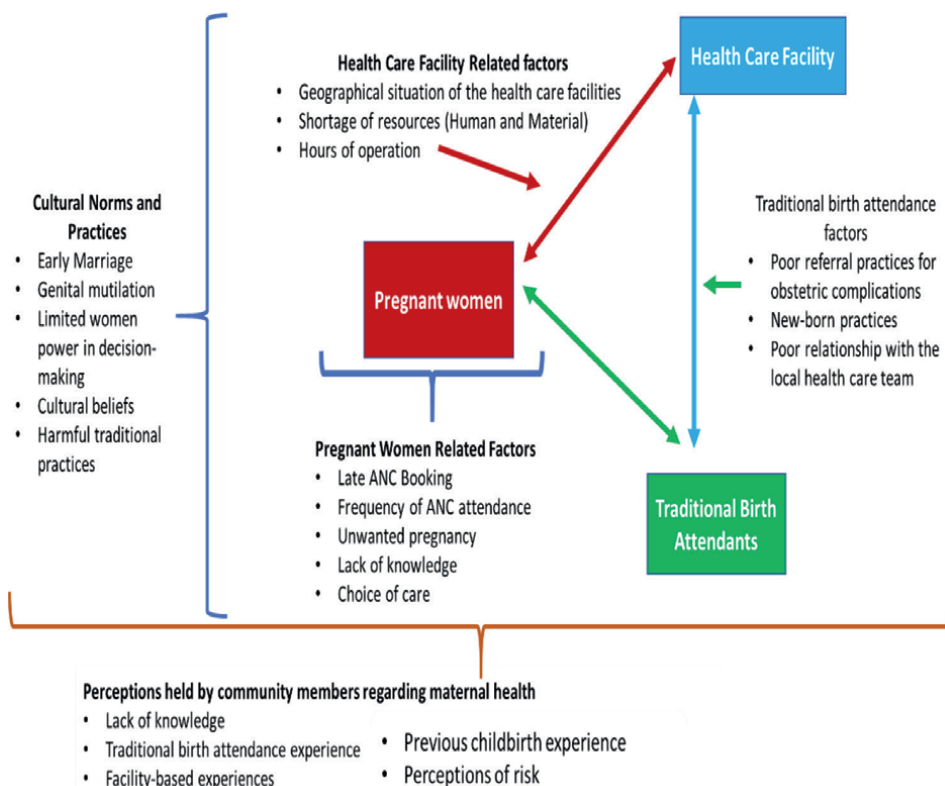 Health Care Facility
Health Care Facility Related factors
• Geographical situation of the health care facilities
• Shortage of resources (Human and Material)
• Hours of operation
Cultural Norms and
Practices
• Early Marriage
• Genital mutilation
• Limited women
power in decision-
making
• Cultural beliefs
• Harmful traditional
practices
Pregnant women
Traditional birth attendance
factors
• Poor referral practices for
obstetric complications
• New-born practices
• Poor relationship with the
local health care team
Pregnant Women Related Factors
• Late ANC Booking
• Frequency of ANC attendance
• Unwanted pregnancy
• Lack of knowledge
• Choice of care
Traditional Birth
Attendants
Perceptions held by community members regarding maternal health
• Lack of knowledge
• Traditional birth attendance experience
• Facility-based experiences
• Previous childbirth experience
• Perceptions of risk